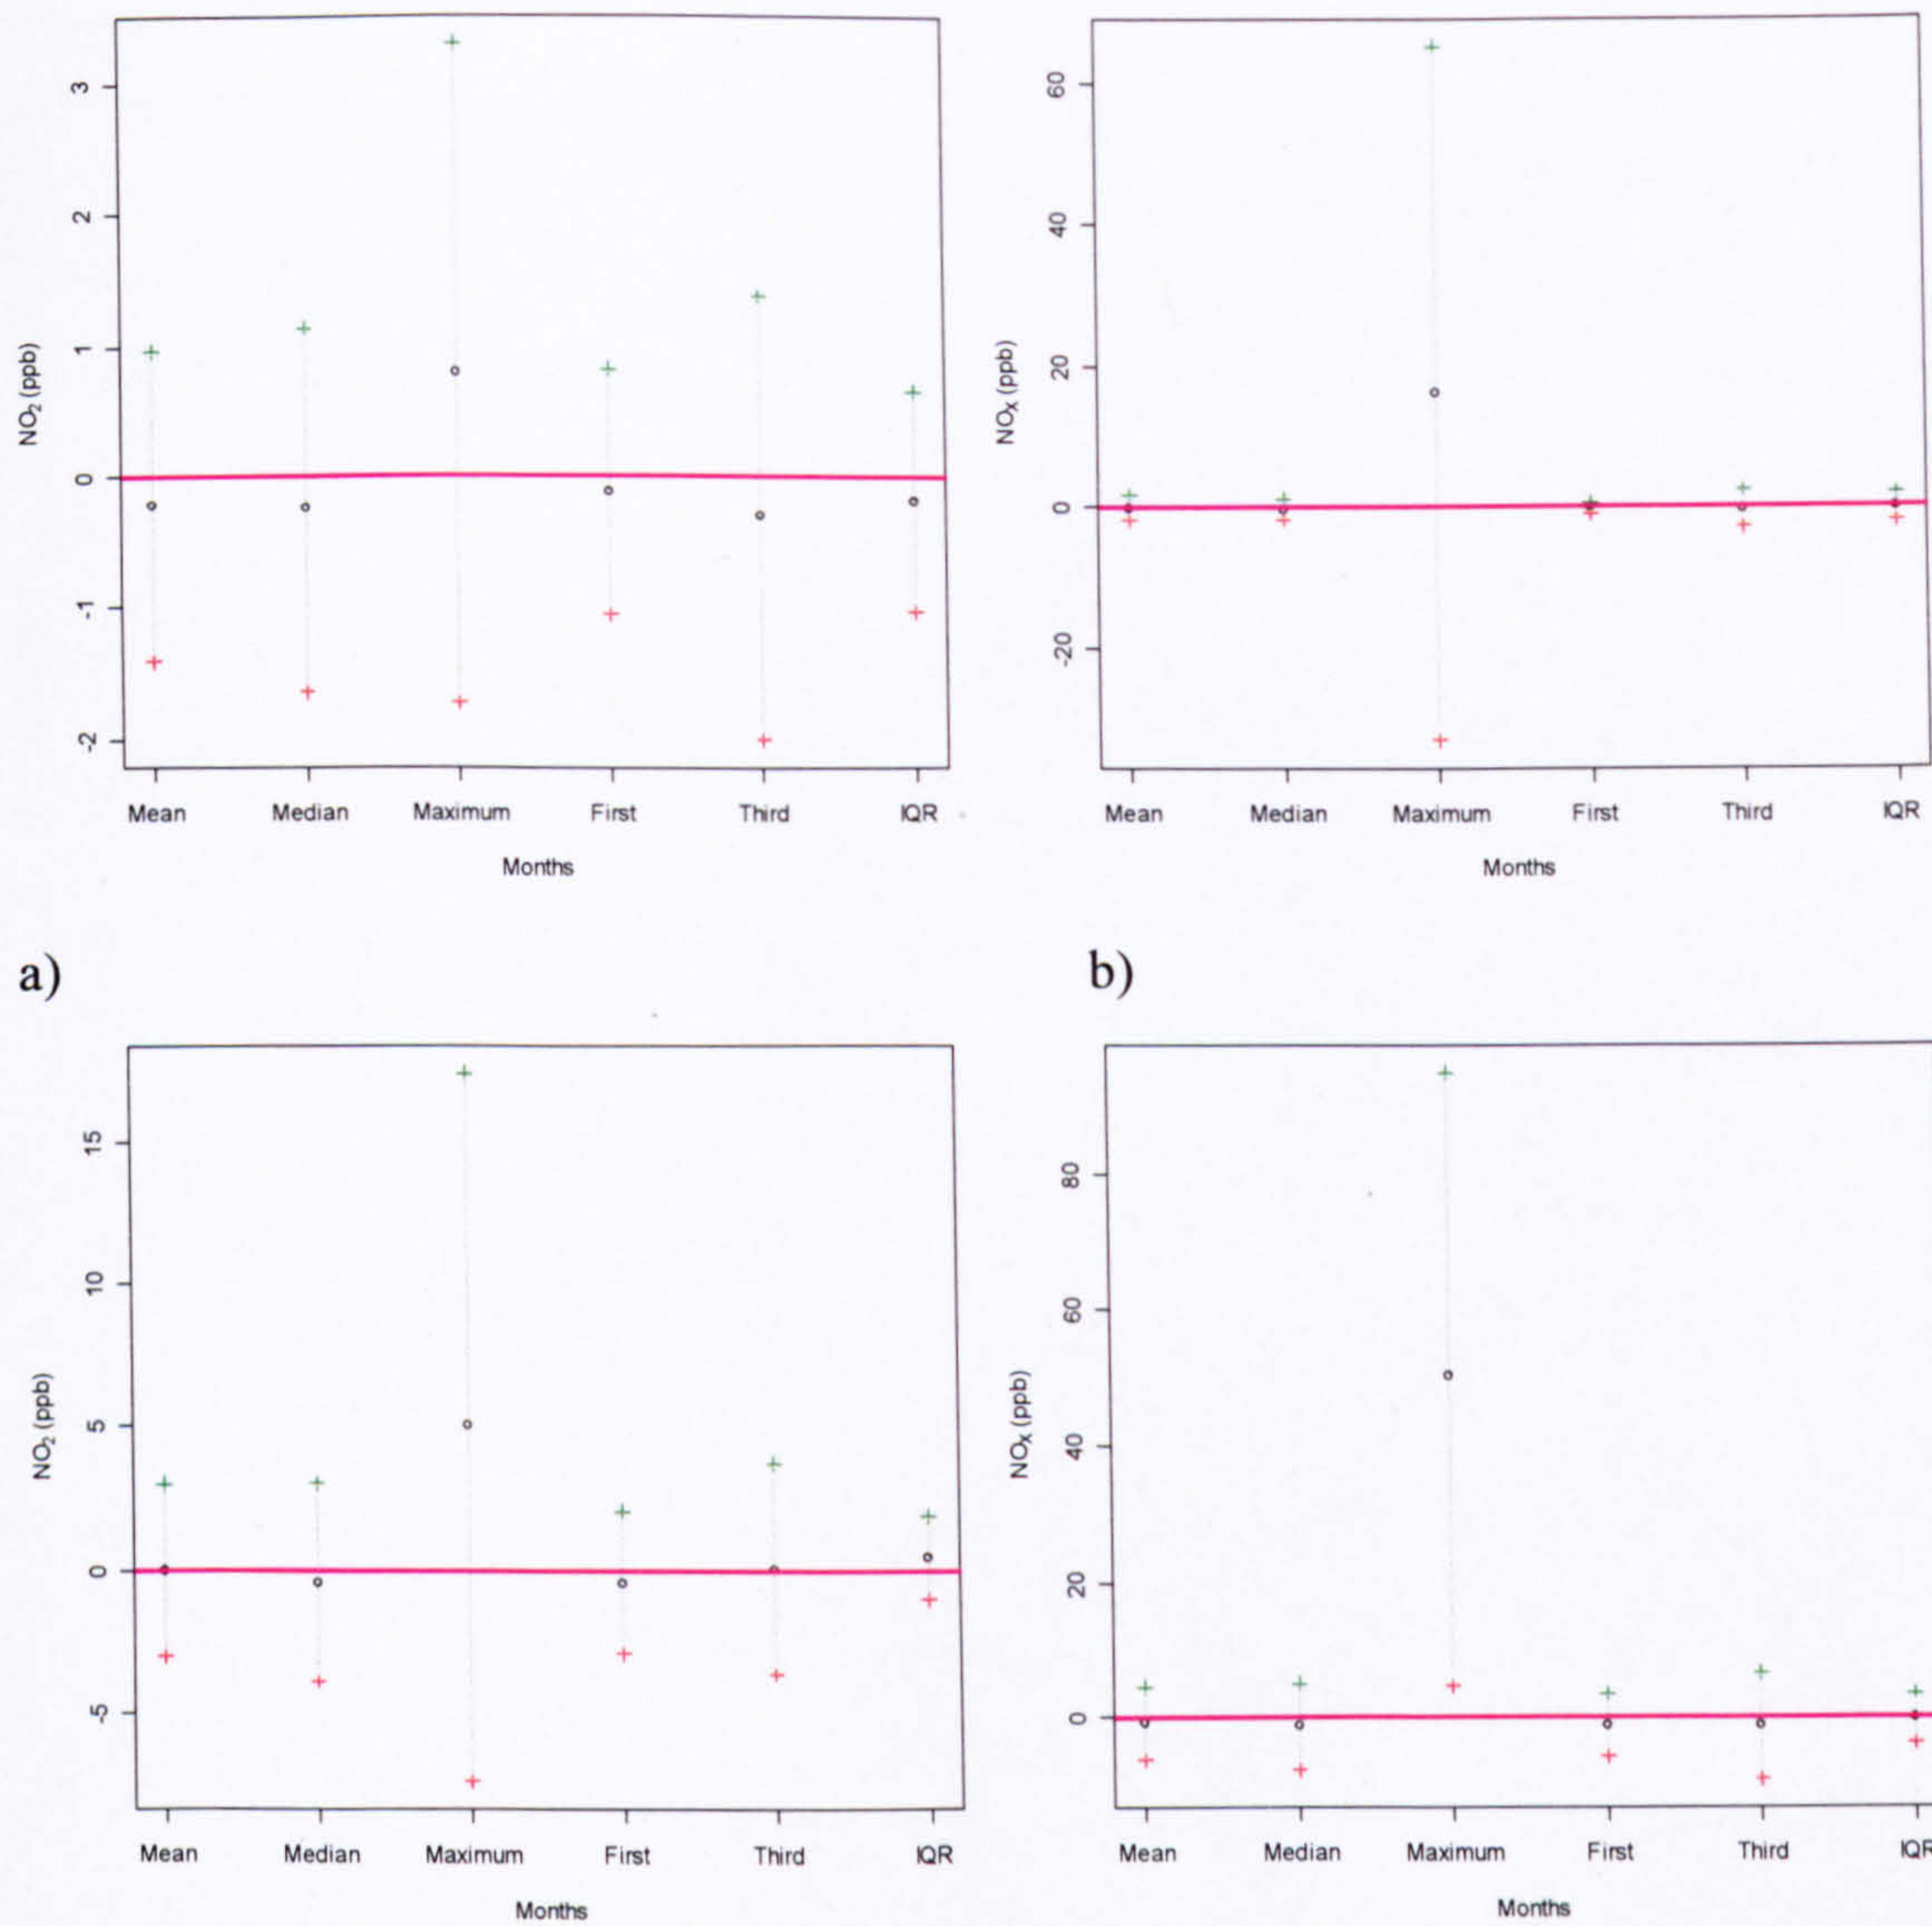 NO₂ (ppb)
3
2
1
0
-1
-2
Mean Median Maximum First Third IQR
Months
NOX (ppb)
60
40
20
0
-20
Mean Median Maximum First Third IQR
Months
a)
b)
NO₂ (ppb)
15
10
5
0
-5
Mean Median Maximum First Third IQR
Months
NOX (ppb)
80
60
40
20
0
Mean Median Maximum First Third IQR
Months